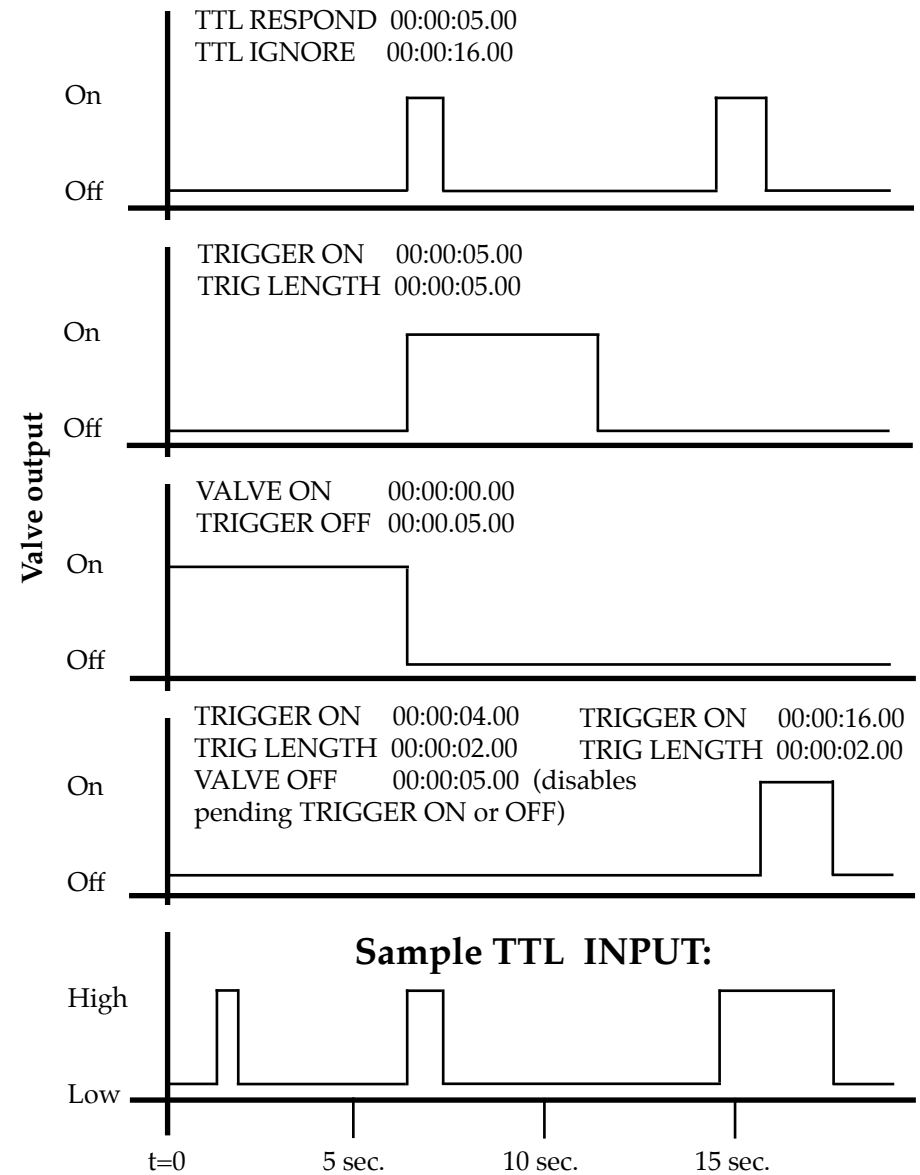 TTL RESPOND 00:00:05.00
TTL IGNORE 00:00:16.00
On
Off
TRIGGER ON 00:00:05.00
TRIG LENGTH 00:00:05.00
On
Off
Valve output
VALVE ON 00:00:00.00
TRIGGER OFF 00:00.05.00
On
Off
TRIGGER ON 00:00:04.00
TRIG LENGTH 00:00:02.00
VALVE OFF 00:00:05.00 (disables
pending TRIGGER ON or OFF)
TRIGGER ON 00:00:16.00
TRIG LENGTH 00:00:02.00
On
Off
Sample TTL INPUT:
High
Low
t=0 5 sec. 10 sec. 15 sec.